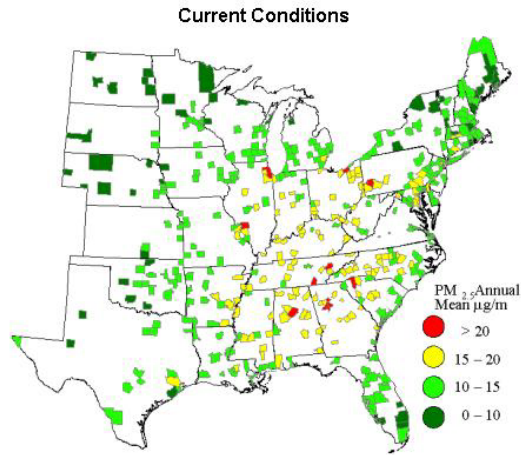 Current Conditions
PM 2.5 Annual
Mean µg/m
> 20
15 – 20
10 – 15
0 – 10